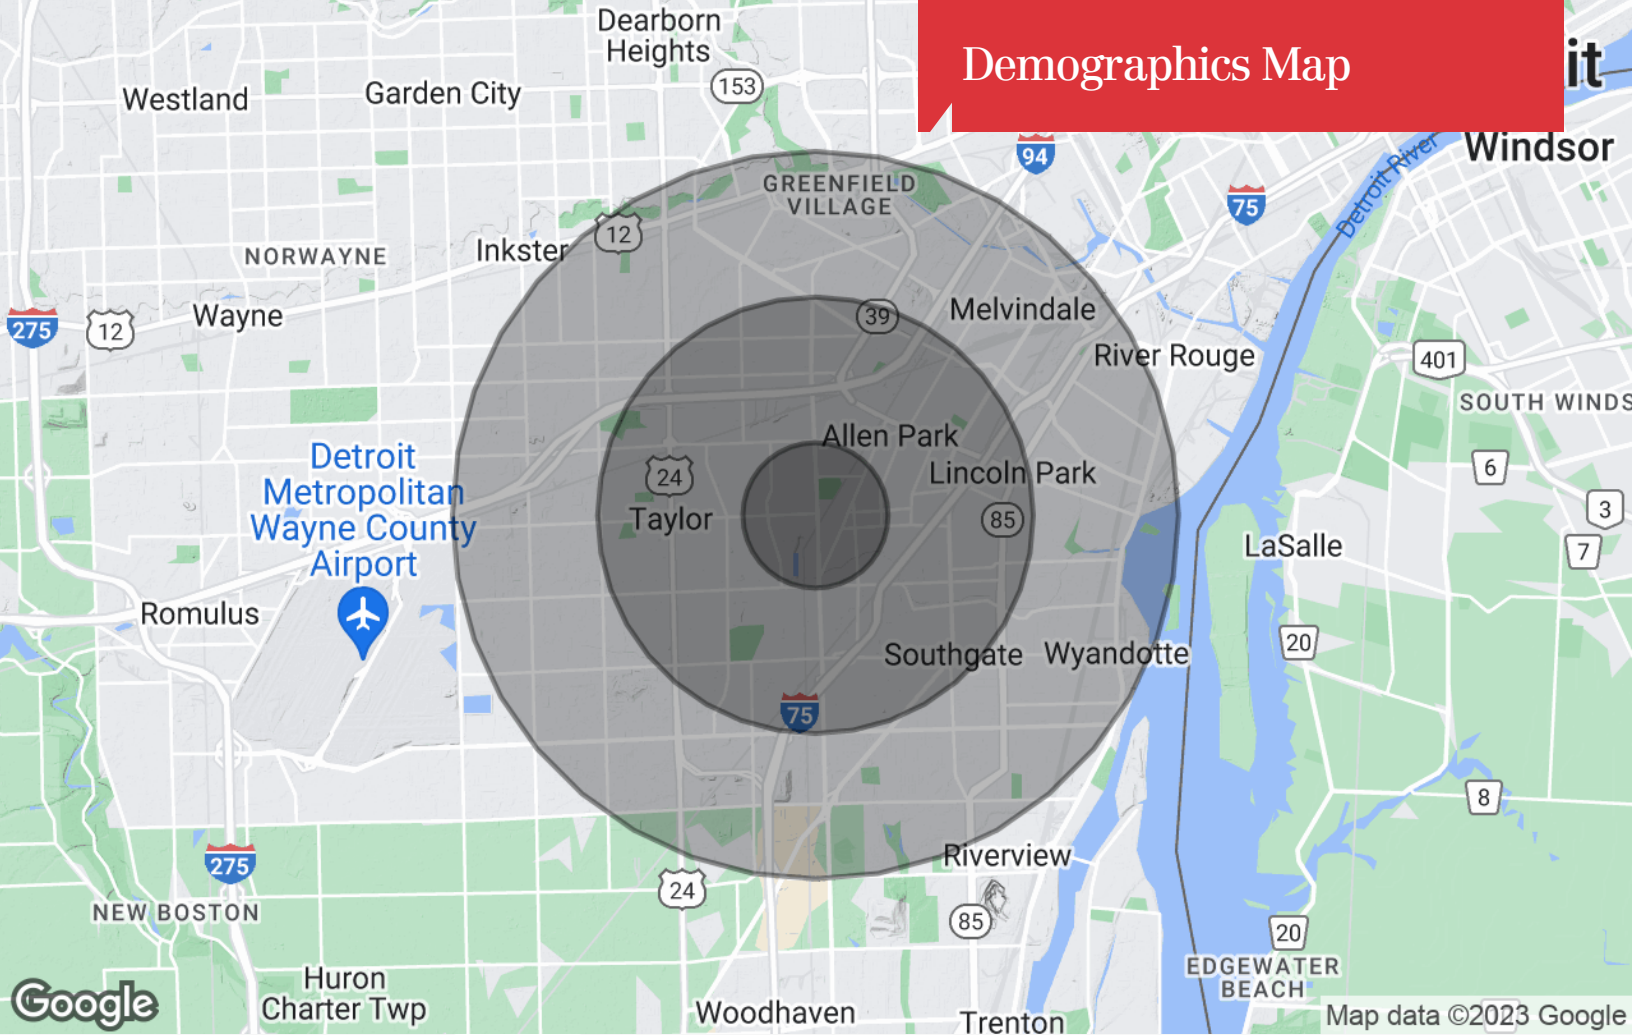 Demographics Map
Dearborn
Heights
it
Westland
Garden City
153
Windsor
94
Detroit River
GREENFIELD
VILLAGE
75
12
Inkster
NORWAYNE
Wayne
275
12
39
Melvindale
River Rouge
401
SOUTH WINDS
Allen Park
Detroit
Metropolitan
Wayne County
Airport
24
Lincoln Park
6
Taylor
85
3
7
LaSalle
Romulus
20
Southgate
Wyandotte
75
8
275
Riverview
24
NEW BOSTON
85
20
Huron
Charter Twp
EDGEWATER
BEACH
Google
Woodhaven
Trenton
Map data ©2023 Google